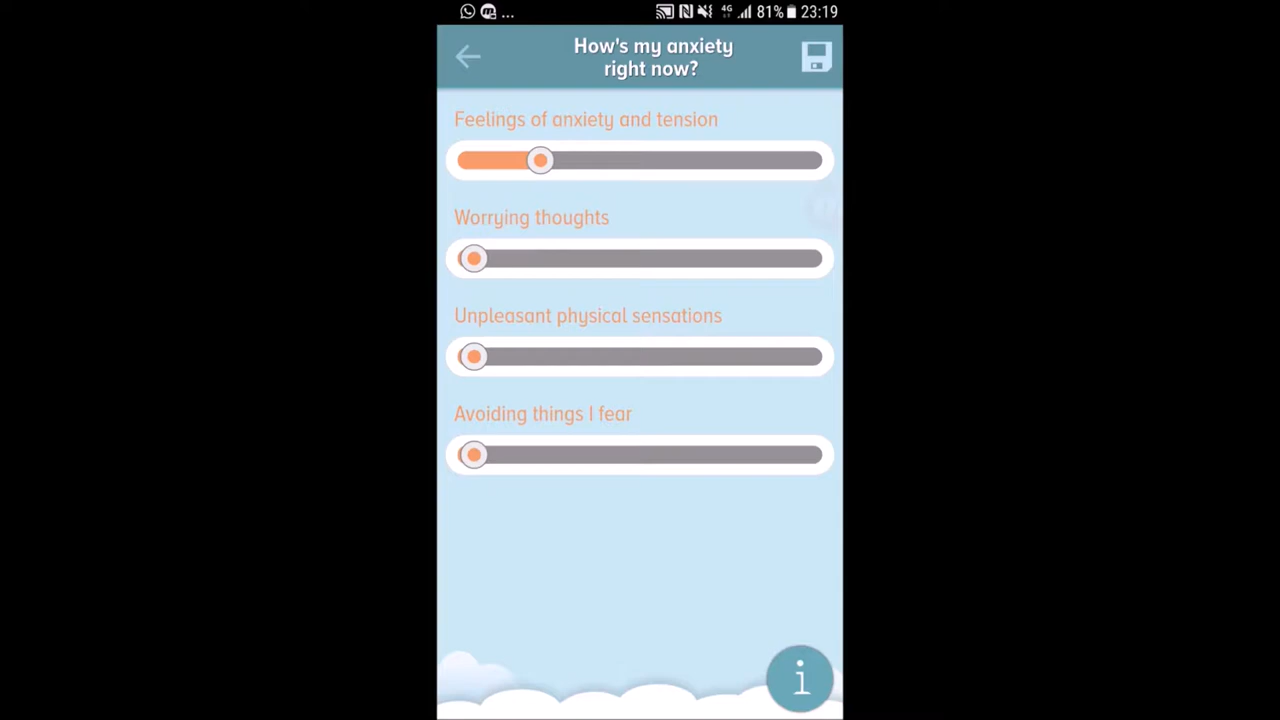 ... 4G 81% 23:19
How's my anxiety
right now?
Feelings of anxiety and tension
Worrying thoughts
Unpleasant physical sensations
Avoiding things I fear
i